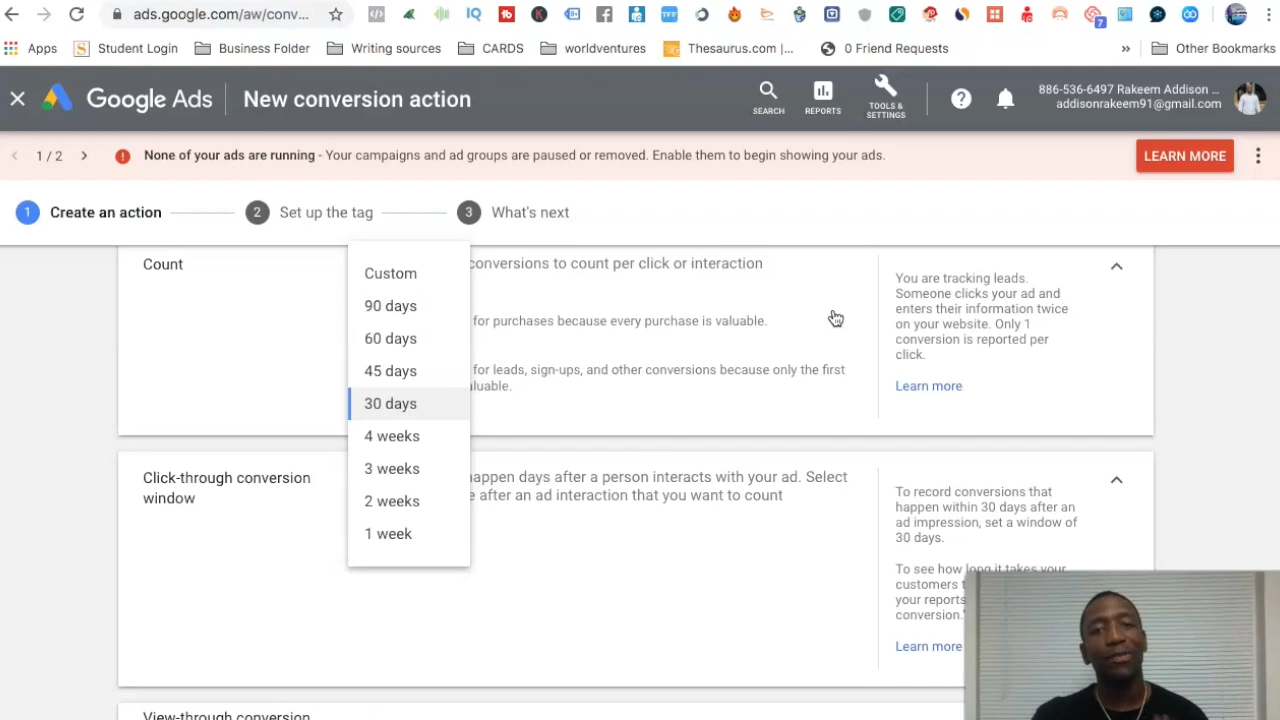 ads.google.com/aw/conv...
7
Apps
Student Login
Business Folder
Writing sources
CARDS
worldventures
Thesaurus.com |...
0 Friend Requests
»
Other Bookmarks
Google Ads
New conversion action
SEARCH
REPORTS
TOOLS &
SETTINGS
886-536-6497 Rakeem Addison ...
addisonrakeem91@gmail.com
1 / 2
None of your ads are running - Your campaigns and ad groups are paused or removed. Enable them to begin showing your ads.
LEARN MORE
1 Create an action
2 Set up the tag
3 What's next
Count
conversions to count per click or interaction
for purchases because every purchase is valuable.
for leads, sign-ups, and other conversions because only the first
You are tracking leads.
Someone clicks your ad and
enters their information twice
on your website. Only 1
conversion is reported per
click.
Learn more
Custom
90 days
60 days
45 days
30 days
4 weeks
3 weeks
2 weeks
1 week
Click-through conversion
window
happen days after a person interacts with your ad. Select
after an ad interaction that you want to count
To record conversions that
happen within 30 days after an
ad impression, set a window of
30 days.
To see how long it takes your
customers
your reports
conversion."
Learn more
View-through conversion